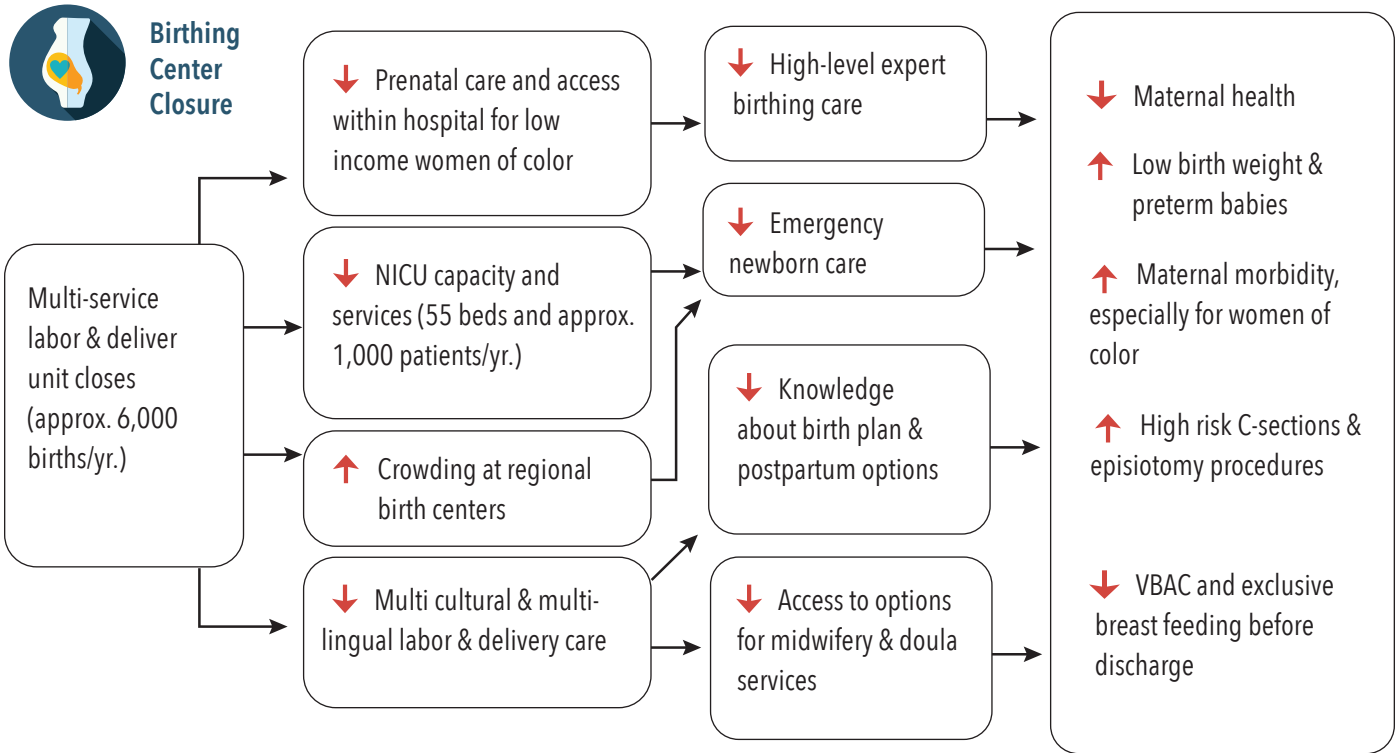 Birthing
Center
Closure
Multi-service
labor & deliver
unit closes
(approx. 6,000
births/yr.)
Prenatal care and access
within hospital for low
income women of color
NICU capacity and
services (55 beds and approx.
1,000 patients/yr.)
Crowding at regional
birth centers
Multi cultural & multi-
lingual labor & delivery care
High-level expert
birthing care
Emergency
newborn care
Knowledge
about birth plan &
postpartum options
Access to options
for midwifery & doula
services
Maternal health
Low birth weight &
preterm babies
Maternal morbidity,
especially for women of
color
High risk C-sections &
episiotomy procedures
VBAC and exclusive
breast feeding before
discharge